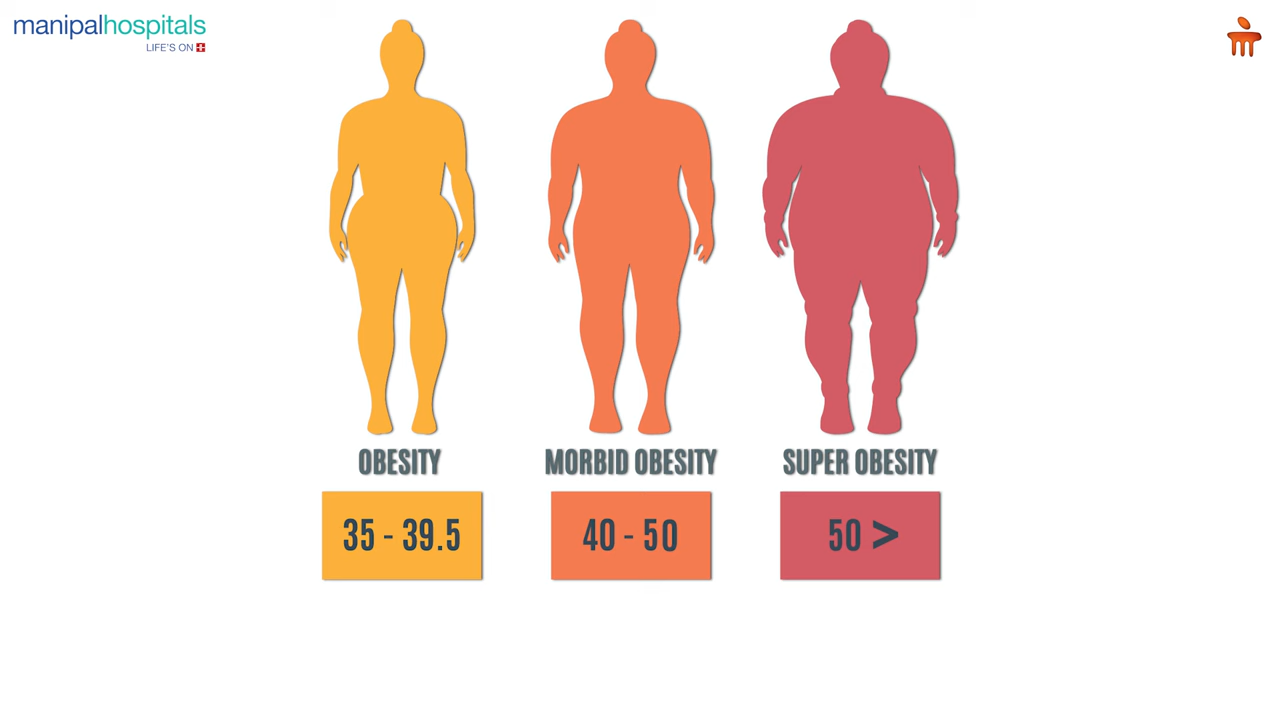 manipalhospitals
LIFE'S ON
OBESITY
MORBID OBESITY
SUPER OBESITY
35 - 39.5
40 - 50
50 >